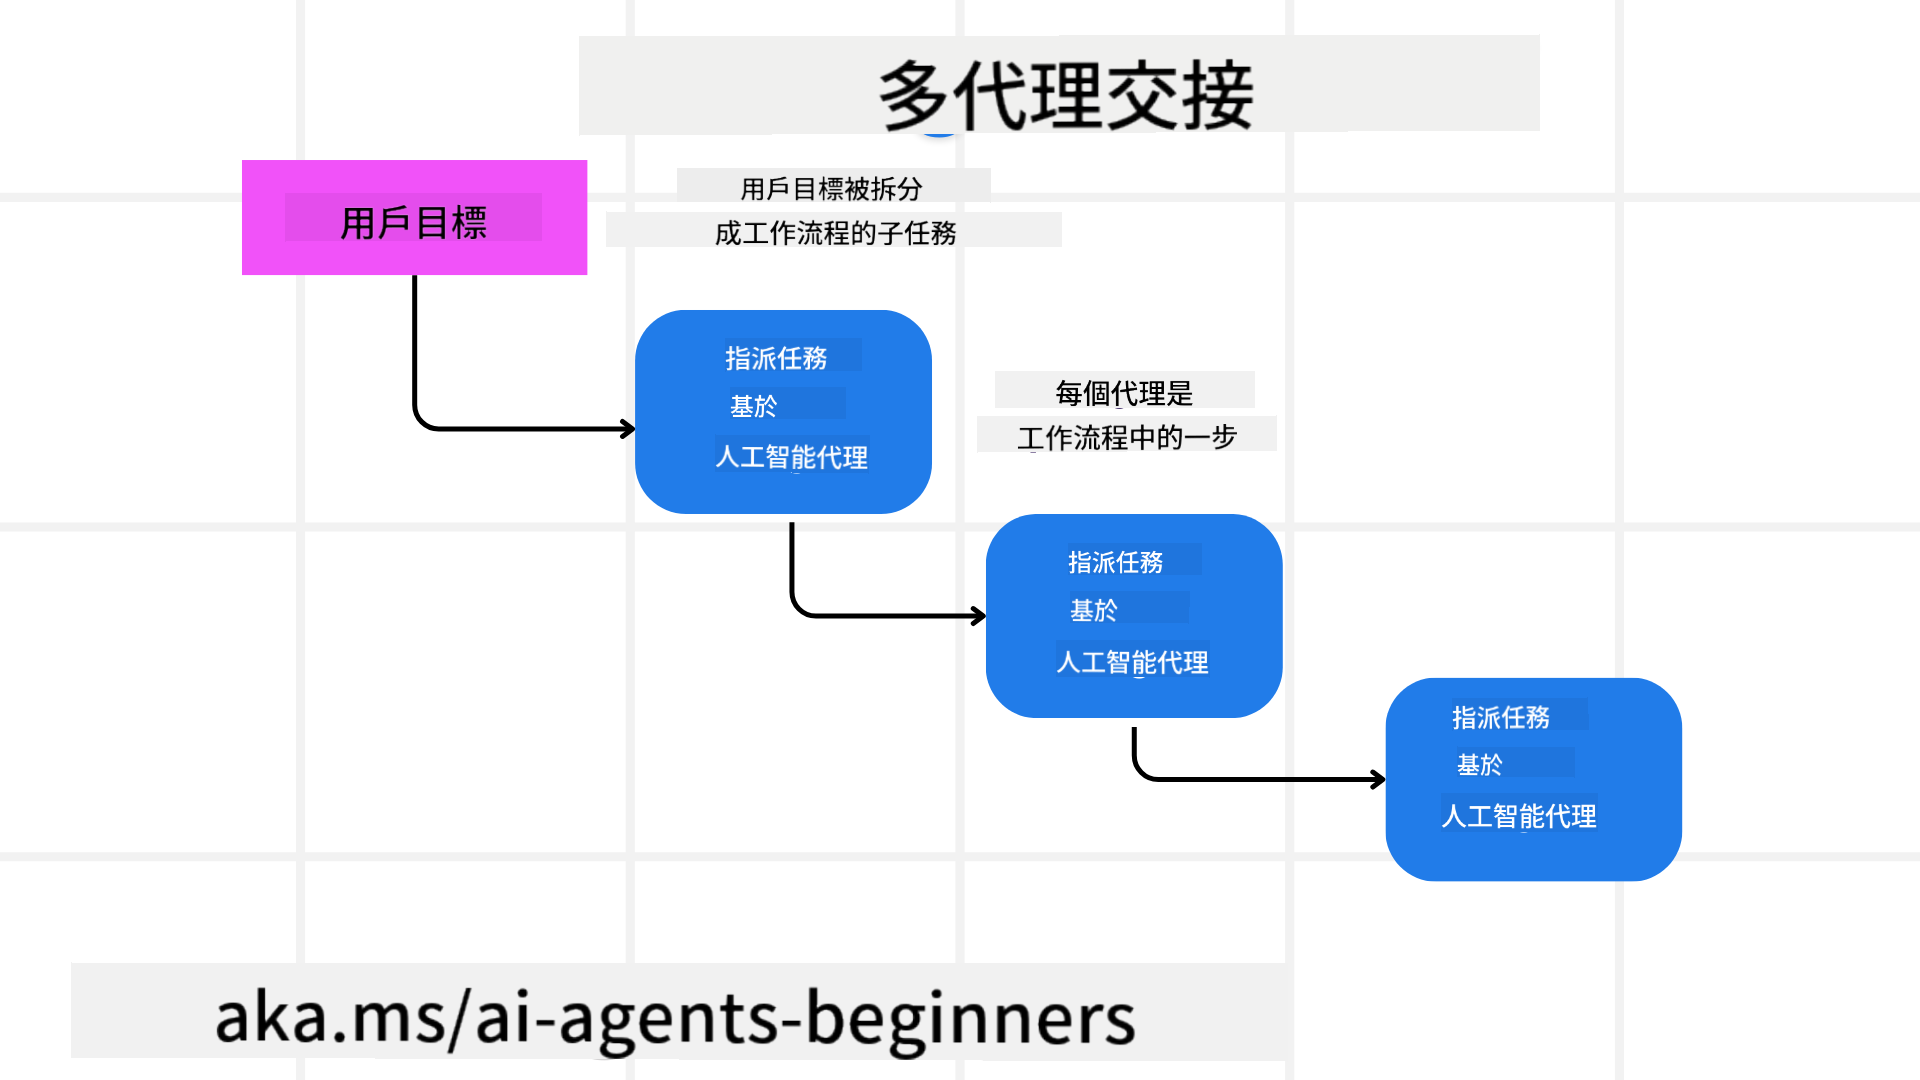 多代理交接
用戶目標
用戶目標被拆分
成工作流程的子任務
指派任務
基於
人工智能代理
每個代理是
工作流程中的一步
指派任務
基於
人工智能代理
指派任務
基於
人工智能代理
aka.ms/ai-agents-beginners